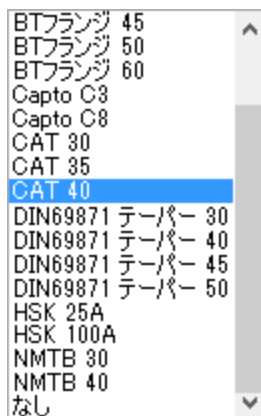 BTフランジ 45
BTフランジ 50
BTフランジ 60
Capto C3
Capto C8
CAT 30
CAT 35
CAT 40
DIN69871 テーパー 30
DIN69871 テーパー 40
DIN69871 テーパー 45
DIN69871 テーパー 50
HSK 25A
HSK 100A
NMTB 30
NMTB 40
なし